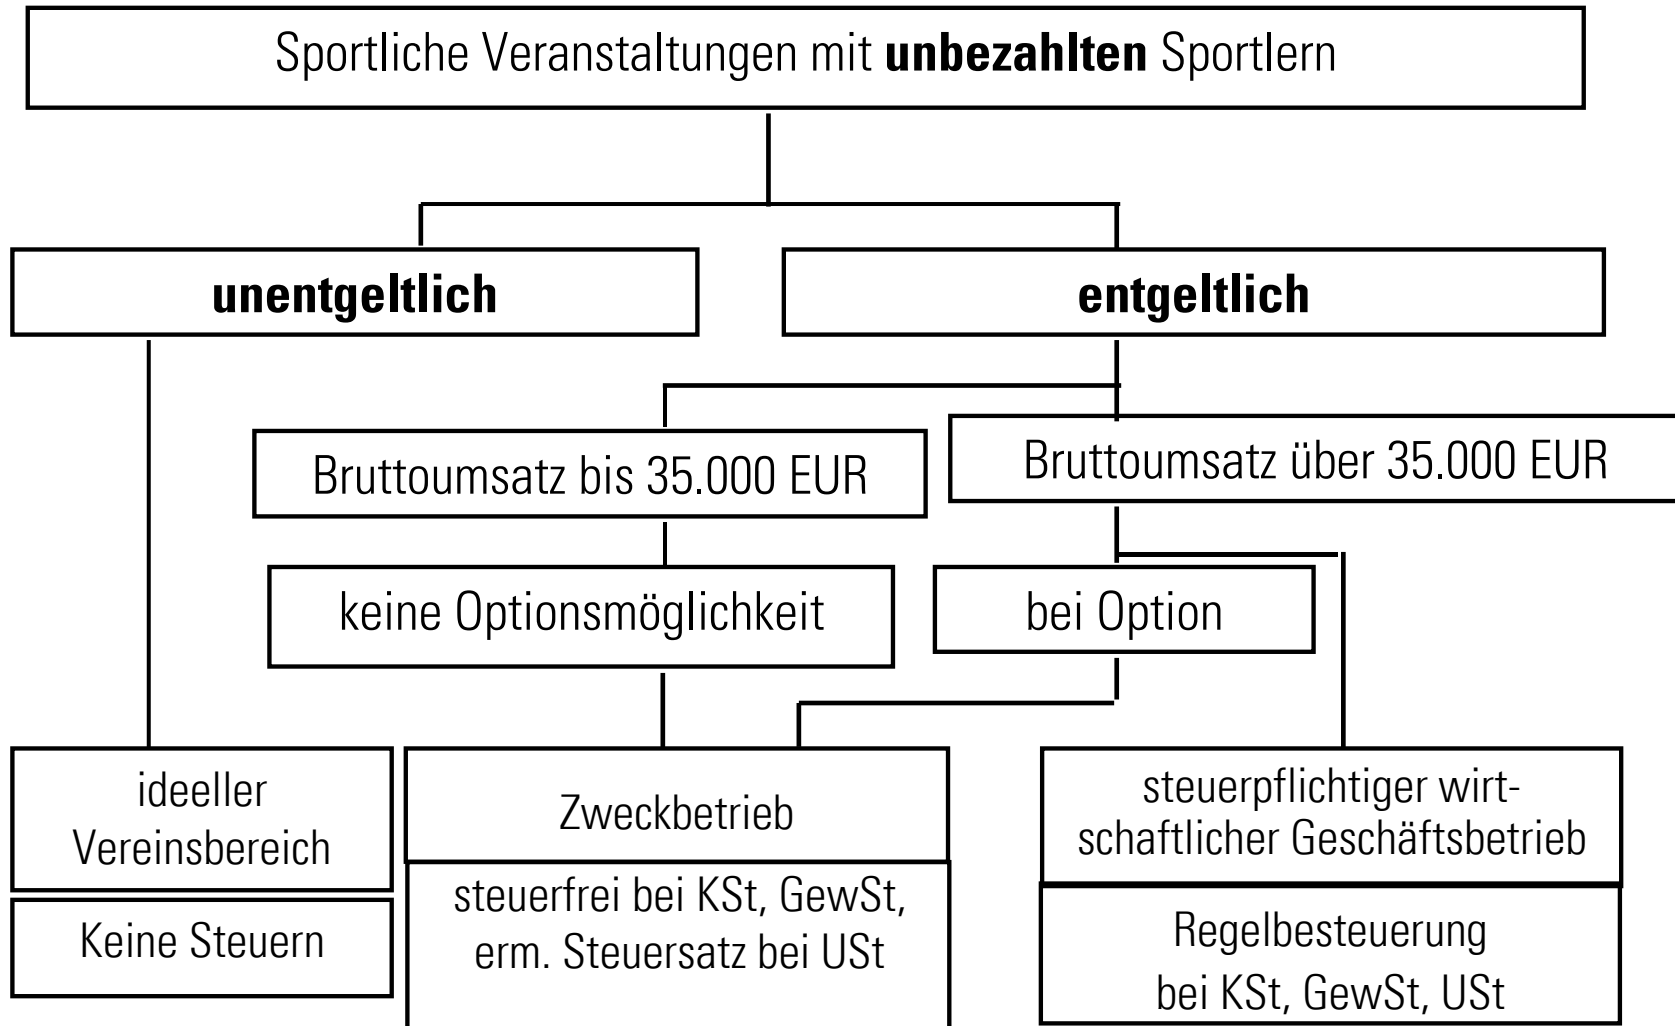 Sportliche Veranstaltungen mit unbezahlten Sportlern
unentgeltlich
entgeltlich
Bruttoumsatz bis 35.000 EUR
Bruttoumsatz über 35.000 EUR
keine Optionsmöglichkeit
bei Option
ideeller
Vereinsbereich
Keine Steuern
Zweckbetrieb
steuerfrei bei KSt, GewSt,
erm. Steuersatz bei USt
steuerpflichtiger wirt-
schaftlicher Geschäftsbetrieb
Regelbesteuerung
bei KSt, GewSt, USt